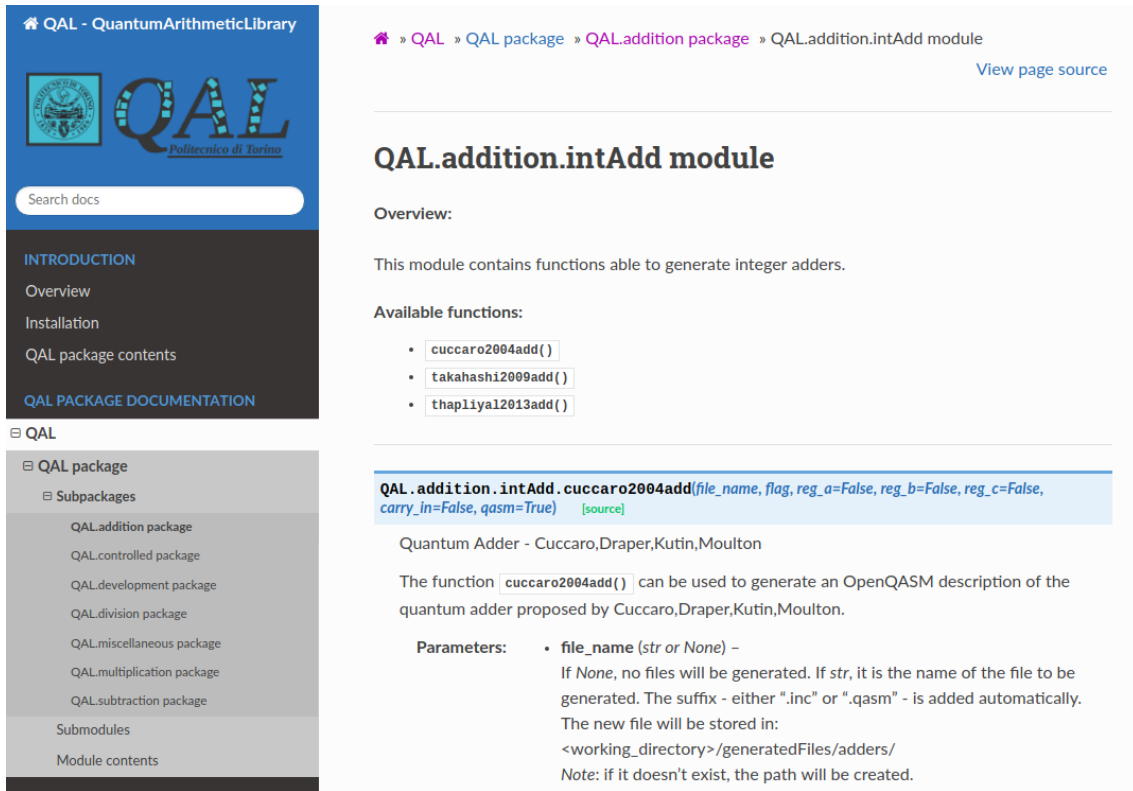 QAL - QuantumArithmeticLibrary
QAL
Politecnico di Torino
Search docs
INTRODUCTION
Overview
Installation
QAL package contents
QAL PACKAGE DOCUMENTATION
QAL
QAL package
Subpackages
QAL.addition package
QAL.controlled package
QAL.development package
QAL.division package
QAL.miscellaneous package
QAL.multiplication package
QAL.subtraction package
Submodules
Module contents
» QAL » QAL package » QAL.addition package » QAL.addition.intAdd module
View page source
QAL.addition.intAdd module
Overview:
This module contains functions able to generate integer adders.
Available functions:
• cuccaro2004add()
• takahashi2009add()
• thapliyal2013add()
QAL.addition.intAdd.cuccaro2004add(file_name, flag, reg_a=False, reg_b=False, reg_c=False,
carry_in=False, qasm=True) [source]
Quantum Adder - Cuccaro,Draper,Kutin,Moulton
The function cuccaro2004add() can be used to generate an OpenQASM description of the
quantum adder proposed by Cuccaro,Draper,Kutin,Moulton.
Parameters: • file_name (str or None) –
If None, no files will be generated. If str, it is the name of the file to be
generated. The suffix - either “.inc” or “.qasm” - is added automatically.
The new file will be stored in:
<working_directory>/generatedFiles/adders/
Note: if it doesn’t exist, the path will be created.